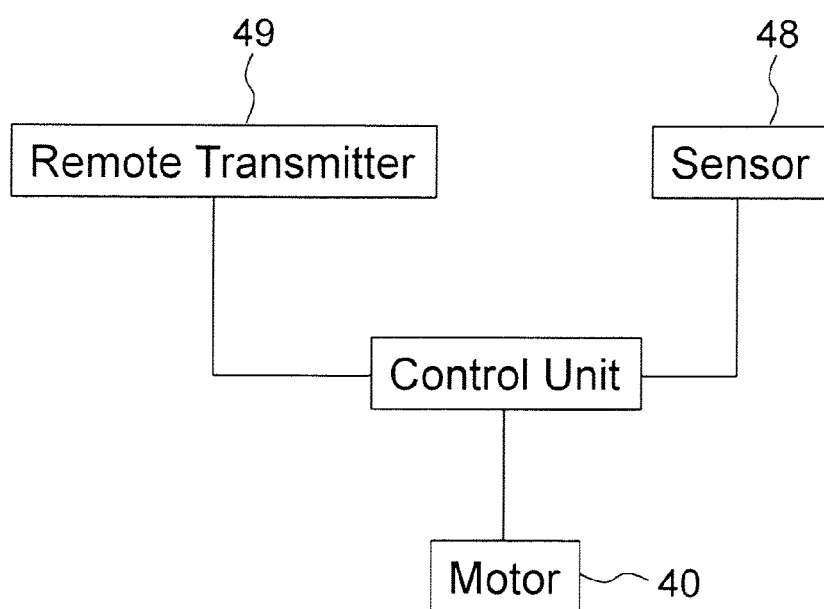 49
48
Remote Transmitter
Sensor
Control Unit
Motor
40